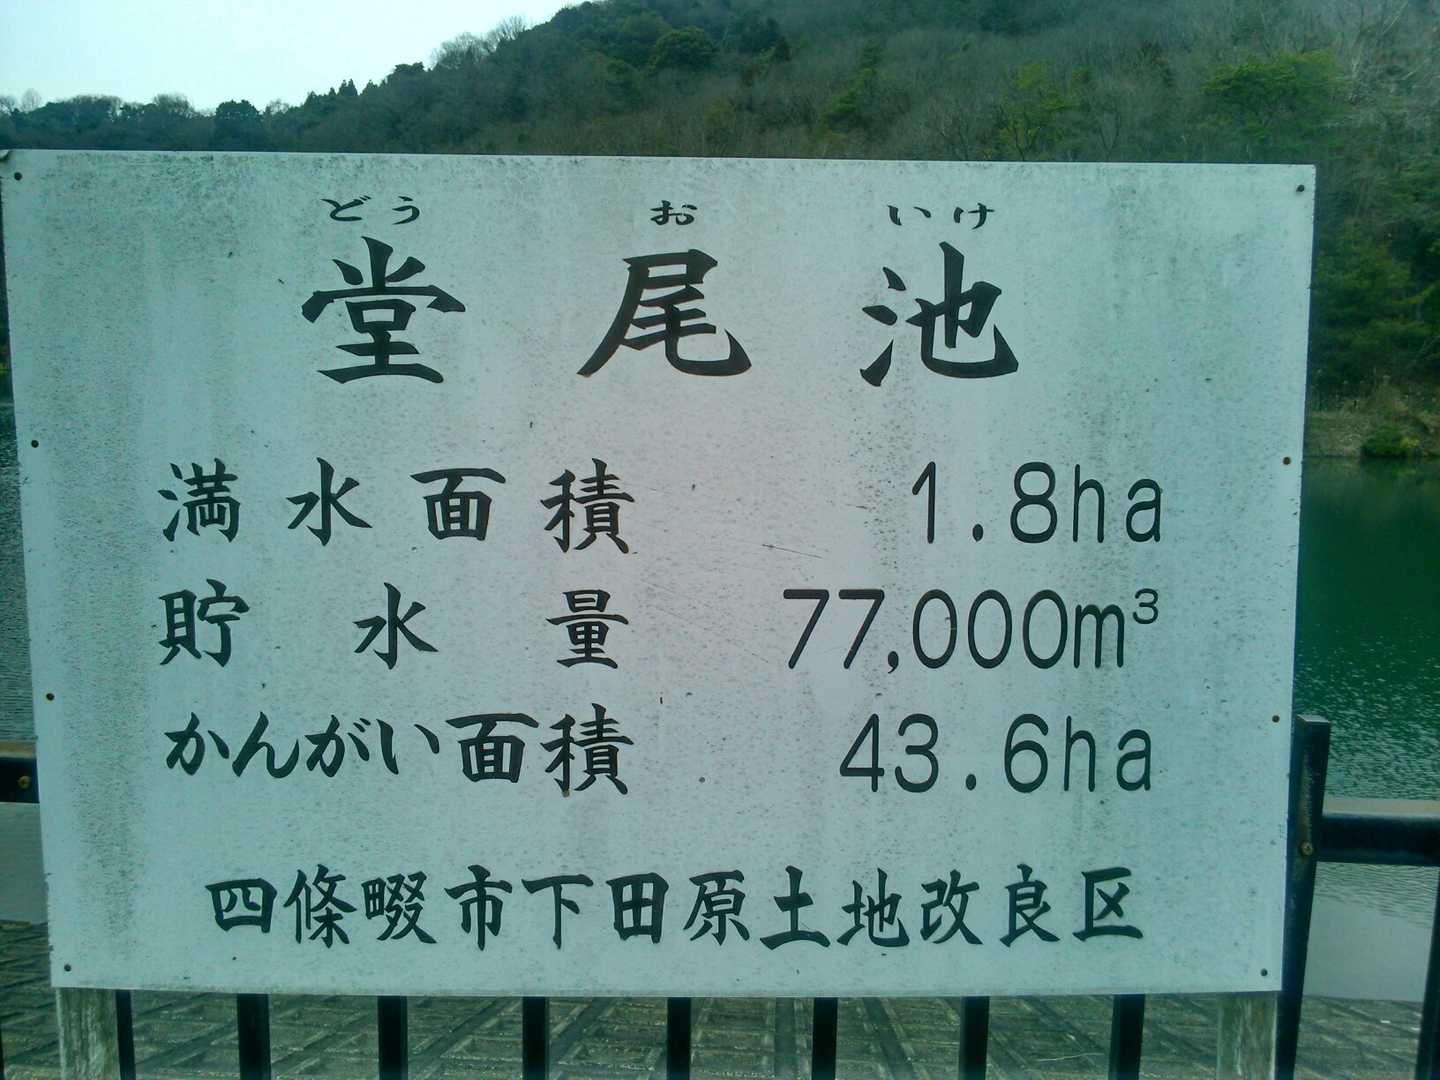 どう お いけ
堂尾池
満水面積 1.8ha
貯水量 77,000m³
かんがい面積 43.6ha
四條畷市下田原土地改良区